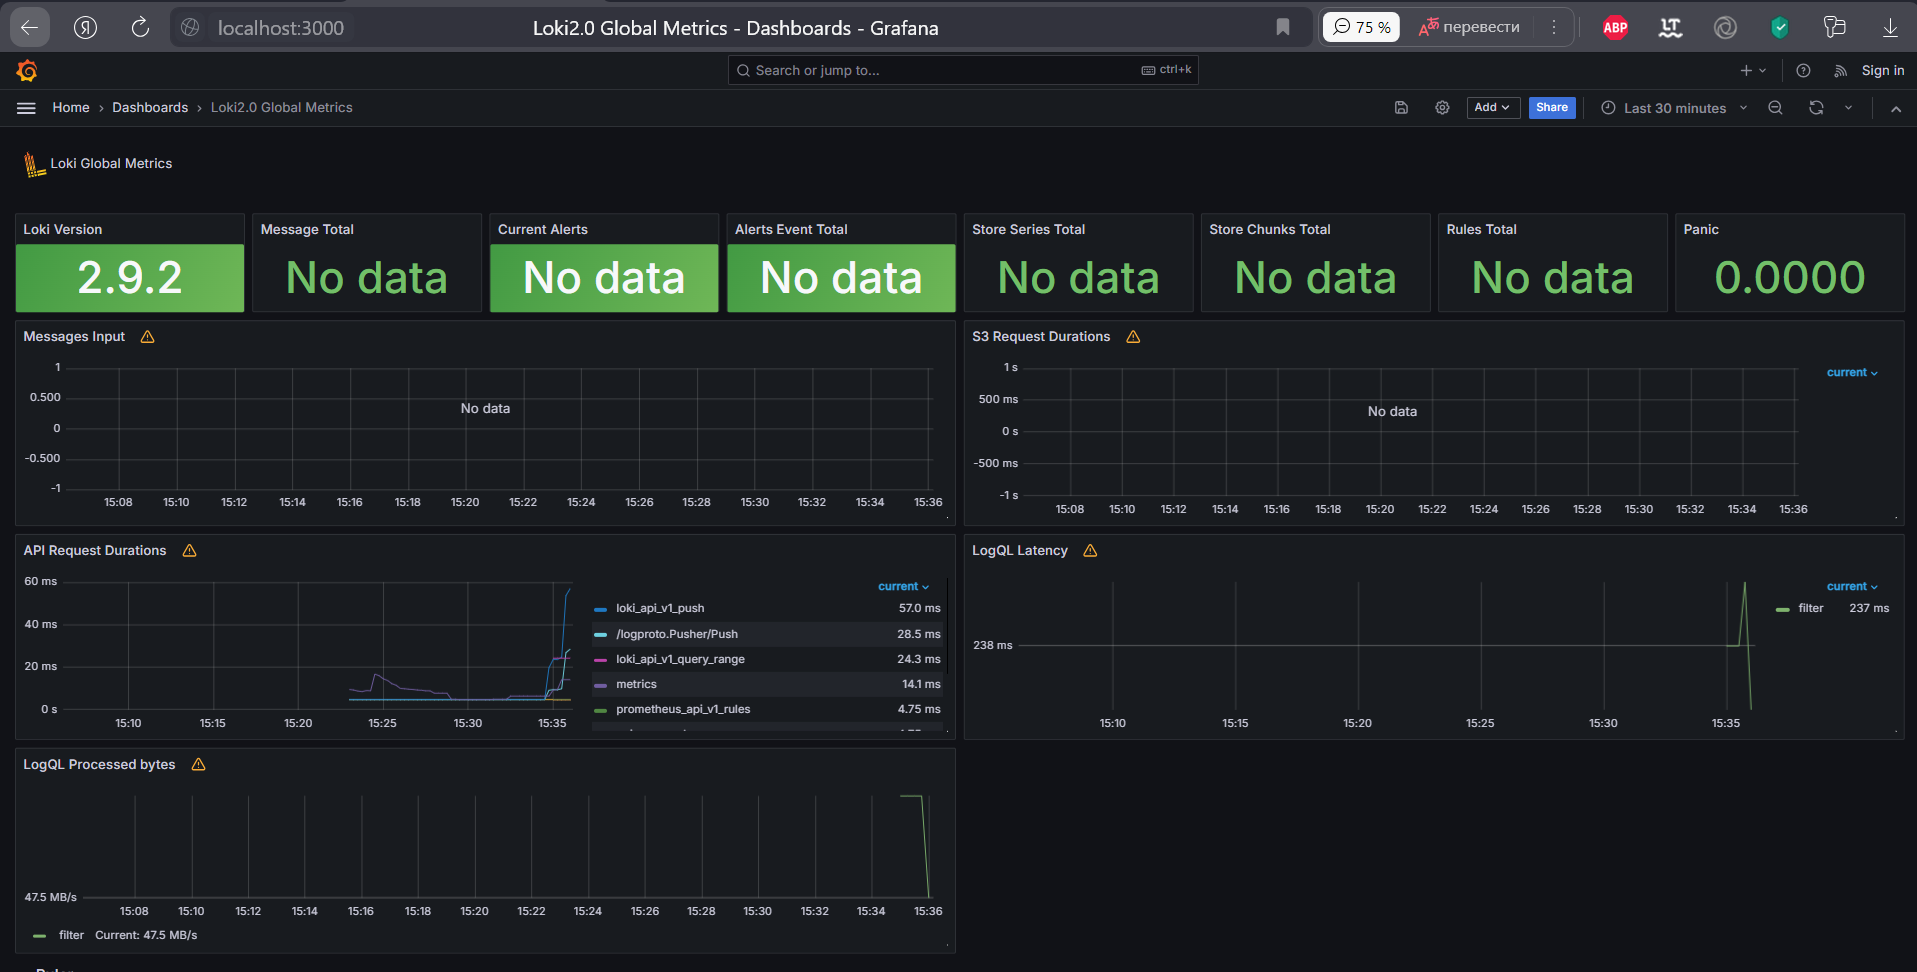 localhost:3000
Loki2.0 Global Metrics - Dashboards - Grafana
75 %
перевести
ABP
Search or jump to...
ctrl+k
Sign in
Home › Dashboards › Loki2.0 Global Metrics
Add
Share
Last 30 minutes
Loki Global Metrics
Loki Version
2.9.2
Message Total
No data
Current Alerts
No data
Alerts Event Total
No data
Store Series Total
No data
Store Chunks Total
No data
Rules Total
No data
Panic
0.0000
Messages Input
1
0.500
0
-0.500
-1
No data
15:08 15:10 15:12 15:14 15:16 15:18 15:20 15:22 15:24 15:26 15:28 15:30 15:32 15:34 15:36
S3 Request Durations
1 s
500 ms
0 s
-500 ms
-1 s
No data
15:08 15:10 15:12 15:14 15:16 15:18 15:20 15:22 15:24 15:26 15:28 15:30 15:32 15:34 15:36
current
API Request Durations
60 ms
40 ms
20 ms
0 s
15:10 15:15 15:20 15:25 15:30 15:35
current
loki_api_v1_push 57.0 ms
/logproto.Pusher/Push 28.5 ms
loki_api_v1_query_range 24.3 ms
metrics 14.1 ms
prometheus_api_v1_rules 4.75 ms
LogQL Latency
238 ms
15:10 15:15 15:20 15:25 15:30 15:35
current
filter 237 ms
LogQL Processed bytes
47.5 MB/s
15:08 15:10 15:12 15:14 15:16 15:18 15:20 15:22 15:24 15:26 15:28 15:30 15:32 15:34 15:36
filter Current: 47.5 MB/s